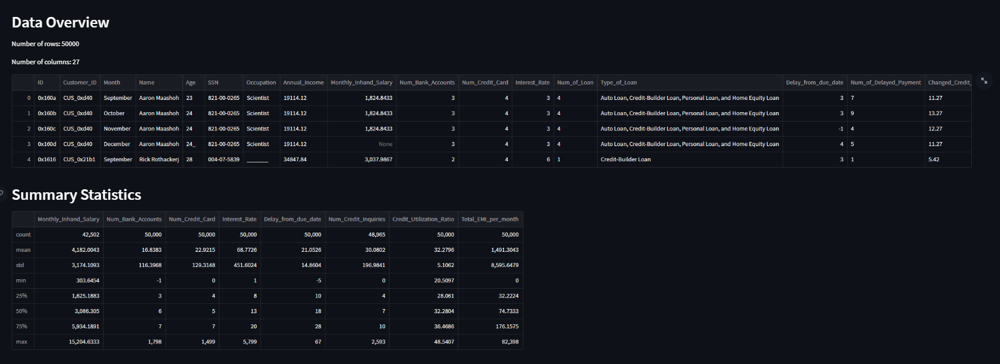 Data Overview
Number of rows: 50000
Number of columns: 27
ID Customer_ID Month Name Age SSN Occupation Annual_Income Monthly_Inhand_Salary Num_Bank_Accounts Num_Credit_Card Interest_Rate Num_of_Loan Type_of_Loan Delay_from_due_date Num_of_Delayed_Payment Changed_Credit_
0 0x160a CUS_0xd40 September Aaron Maashoh 23 821-00-0265 Scientist 19114.12 1,824.8433 3 4 3 4 Auto Loan, Credit-Builder Loan, Personal Loan, and Home Equity Loan 3 7 11.27
1 0x160b CUS_0xd40 October Aaron Maashoh 24 821-00-0265 Scientist 19114.12 1,824.8433 3 4 3 4 Auto Loan, Credit-Builder Loan, Personal Loan, and Home Equity Loan 3 9 13.27
2 0x160c CUS_0xd40 November Aaron Maashoh 24 821-00-0265 Scientist 19114.12 1,824.8433 3 4 3 4 Auto Loan, Credit-Builder Loan, Personal Loan, and Home Equity Loan -1 4 12.27
3 0x160d CUS_0xd40 December Aaron Maashoh 24_ 821-00-0265 Scientist 19114.12 None 3 4 3 4 Auto Loan, Credit-Builder Loan, Personal Loan, and Home Equity Loan 4 5 11.27
4 0x1616 CUS_0x21b1 September Rick Rothackerj 28 004-07-5839 _______ 34847.84 3,037.9867 2 4 6 1 Credit-Builder Loan 3 1 5.42
Summary Statistics
Monthly_Inhand_Salary Num_Bank_Accounts Num_Credit_Card Interest_Rate Delay_from_due_date Num_Credit_Inquiries Credit_Utilization_Ratio Total_EMI_per_month
count 42,502 50,000 50,000 50,000 50,000 48,965 50,000 50,000
mean 4,182.0043 16.8383 22.9215 68.7726 21.0526 30.0802 32.2796 1,491.3043
std 3,174.1093 116.3968 129.3148 451.6024 14.8604 196.9841 5.1062 8,595.6479
min 303.6454 -1 0 1 -5 0 20.5097 0
25% 1,625.1883 3 4 8 10 4 28.061 32.2224
50% 3,086.305 6 5 13 18 7 32.2804 74.7333
75% 5,934.1891 7 7 20 28 10 36.4686 176.1575
max 15,204.6333 1,798 1,499 5,799 67 2,593 48.5407 82,398